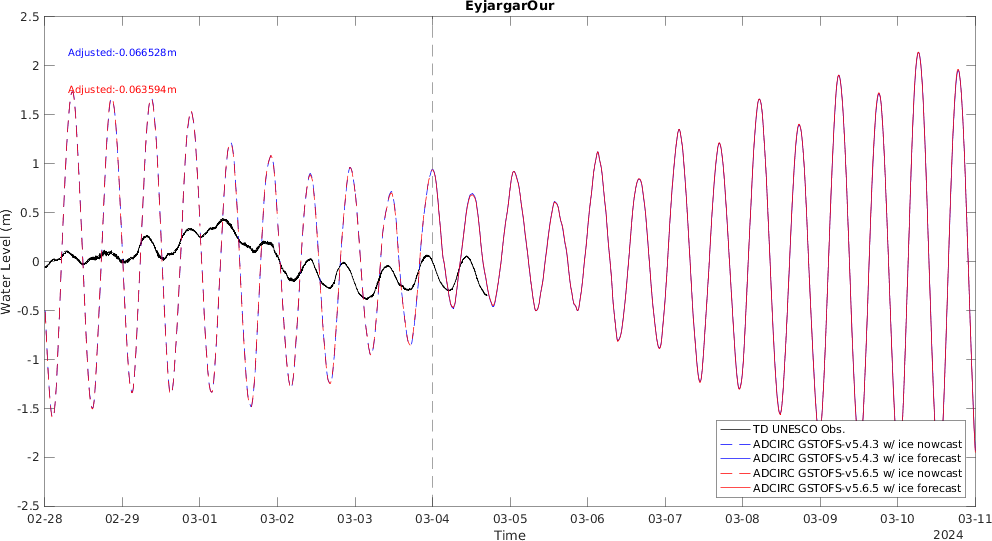 EyjargarOur
Adjusted:-0.066528m
Adjusted:-0.063594m
Water Level (m)
2.5
2
1.5
1
0.5
0
-0.5
-1
-1.5
-2
-2.5
TD UNESCO Obs.
ADCIRC GSTOFS-v5.4.3 w/ ice nowcast
ADCIRC GSTOFS-v5.4.3 w/ ice forecast
ADCIRC GSTOFS-v5.6.5 w/ ice nowcast
ADCIRC GSTOFS-v5.6.5 w/ ice forecast
02-28 02-29 03-01 03-02 03-03 03-04 03-05 03-06 03-07 03-08 03-09 03-10 03-11
Time
2024